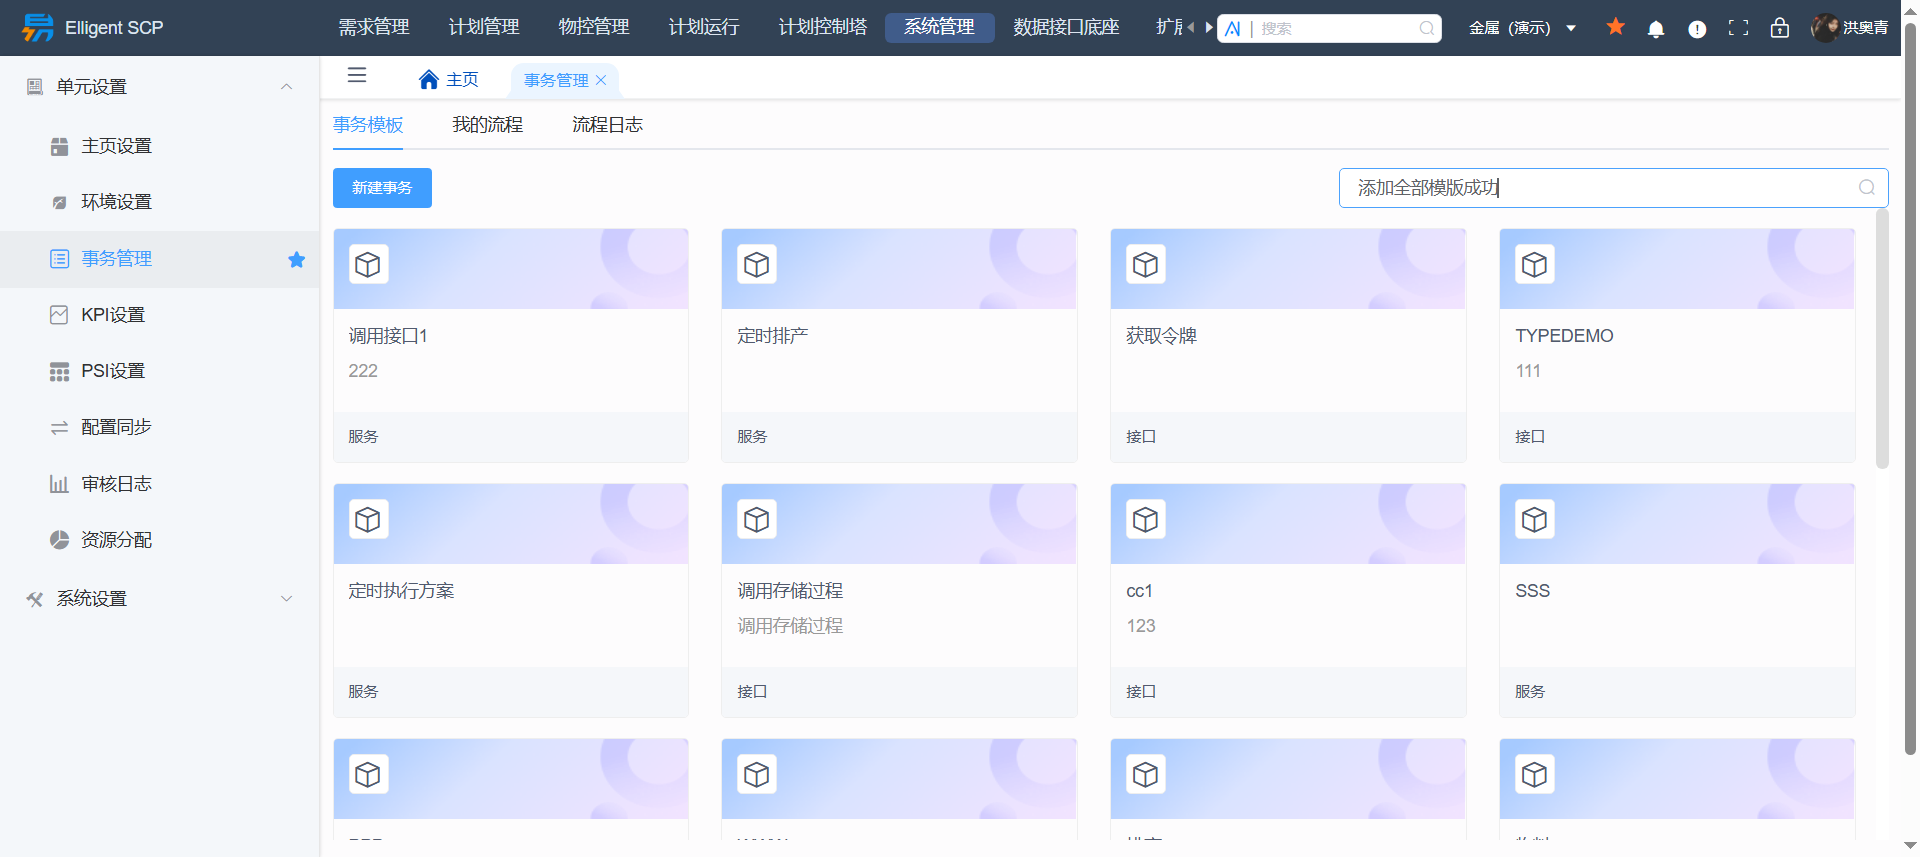 Elligent SCP
需求管理
计划管理
物控管理
计划运行
计划控制塔
系统管理
数据接口底座
AI
搜索
金属（演示）
洪奥青
单元设置
主页设置
环境设置
事务管理
KPI设置
PSI设置
配置同步
审核日志
资源分配
系统设置
主页
事务管理
事务模板
我的流程
流程日志
新建事务
添加全部模版成功
调用接口1
222
服务
定时排产
服务
获取令牌
接口
TYPEDEMO
111
接口
定时执行方案
服务
调用存储过程
调用存储过程
接口
cc1
123
接口
SSS
服务